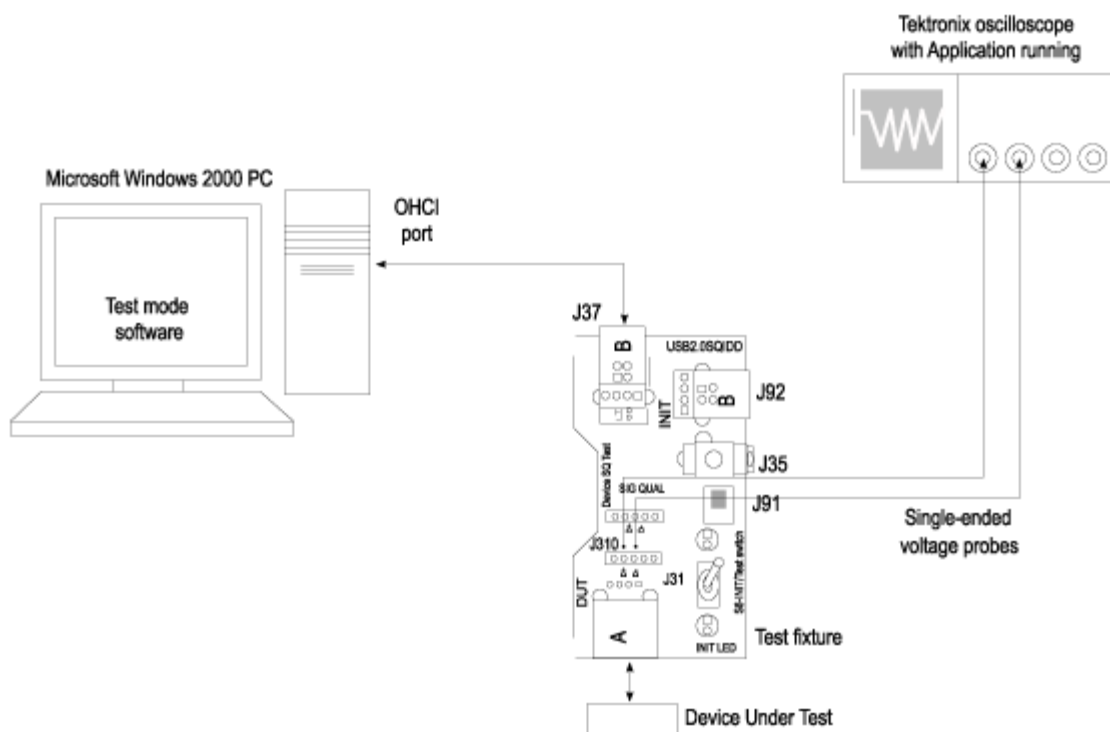 Tektronix oscilloscope
with Application running
Microsoft Windows 2000 PC
OHCI
port
Test mode
software
J37
B
USB2.0SQIDD
INIT
B
J92
J35
Device SQ Test
SIG QUAL
J91
Single-ended
voltage probes
J310
J31
S6-INIT/Test switch
DUT
A
INIT LED
Test fixture
Device Under Test